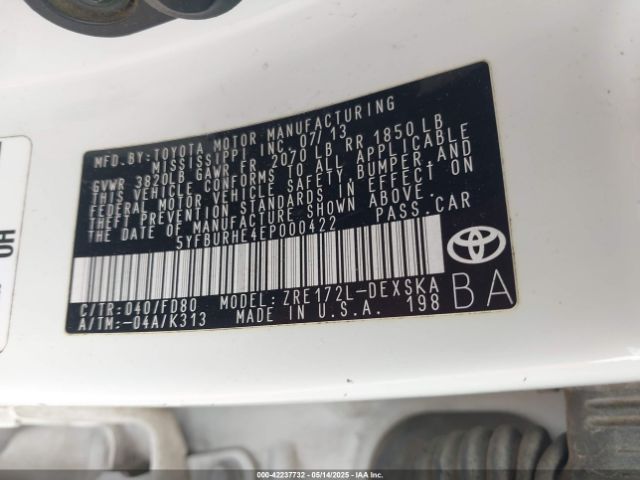 MFD.BY:TOYOTA MOTOR MANUFACTURING
MISSISSIPPI INC. 07/13
GVWR 3820LB GAWR FR 2070 LB RR 1850 LB
THIS VEHICLE CONFORMS TO ALL APPLICABLE
FEDERAL MOTOR VEHICLE SAFETY, BUMPER, AND
THEFT PREVENTION STANDARDS IN EFFECT ON
THE DATE OF MANUFACTURE SHOWN ABOVE.
5YFBURHE4EP000422 PASS.CAR
C/TR:040/FD80 MODEL: ZRE172L-DEXSKA
A/TM:-04A/K313 MADE IN U.S.A. 198
BA
HO
000-42237732 - 05/14/2025 - IAAI.COM